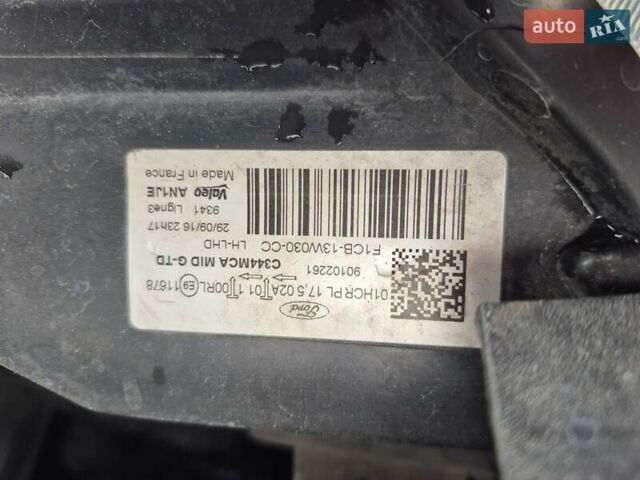 auto RIA.com
Ford
01HCR PL 17,5 02A 01 1 00RL E9 11678
90102261
C344MCA MID G-TD
F1CB-13W030-CC LH-LHD
29/09/16 23h17
9341 Ligne3
Valeo AN1JE
Made in France